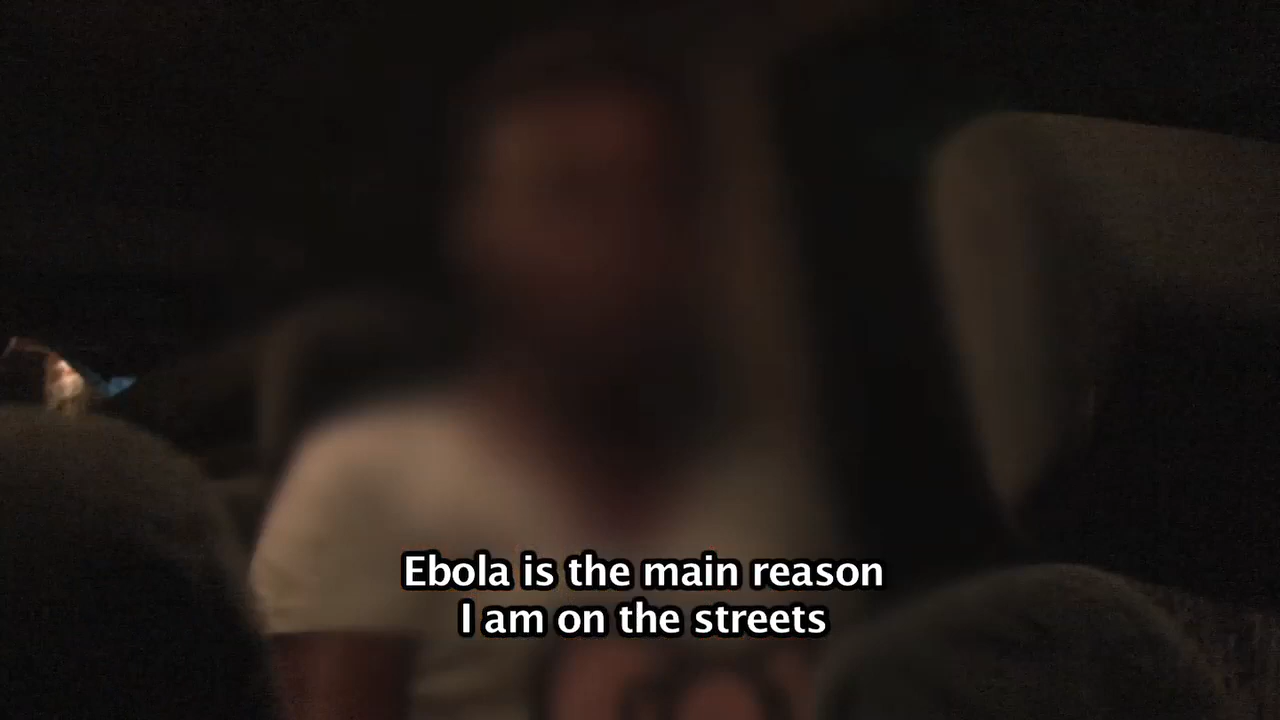 Ebola is the main reason
I am on the streets